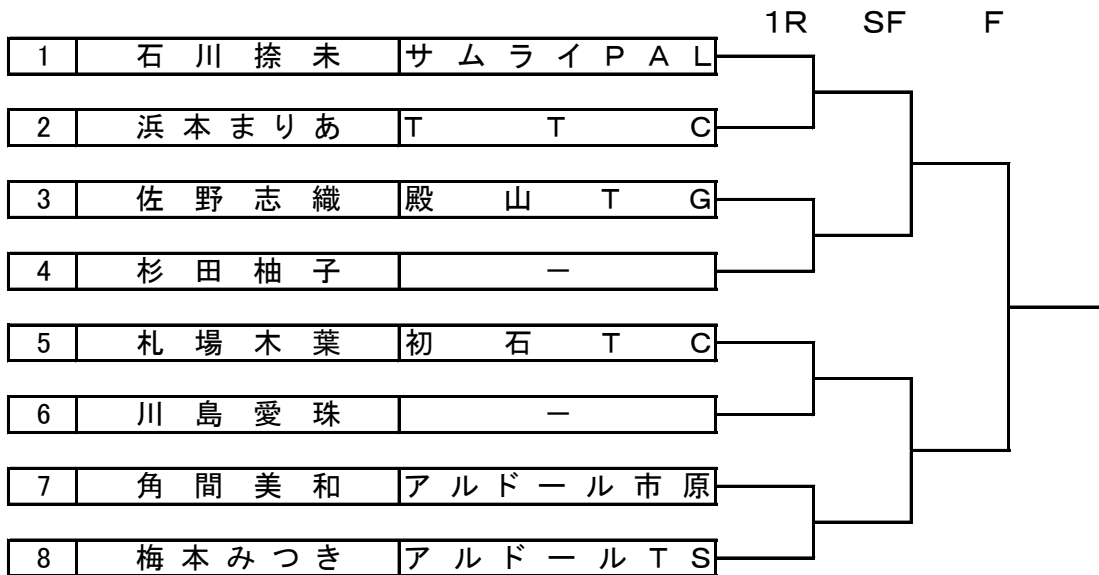 1R SF F
1 石川捺未 サムライPAL
2 浜本まりあ TTC
3 佐野志織 殿山TG
4 杉田柚子 －
5 札場木葉 初石TC
6 川島愛珠 －
7 角間美和 アルドール市原
8 梅本みつき アルドールTS